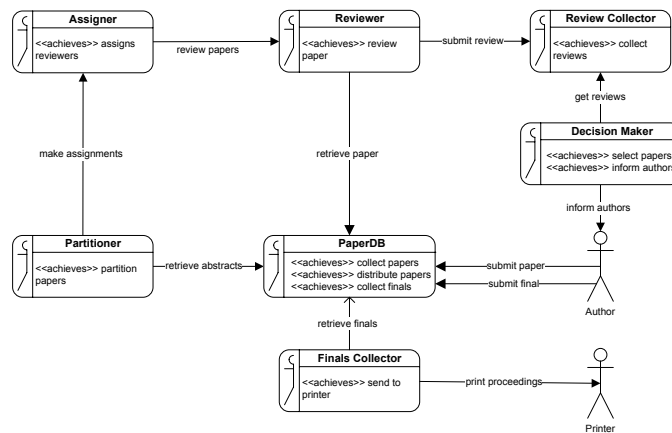 Assigner
<<achieves>> assigns
reviewers
review papers
Reviewer
<<achieves>> review
paper
submit review
Review Collector
<<achieves>> collect
reviews
get reviews
Decision Maker
<<achieves>> select papers
<<achieves>> inform authors
make assignments
retrieve paper
inform authors
Partitioner
<<achieves>> partition
papers
retrieve abstracts
PaperDB
<<achieves>> collect papers
<<achieves>> distribute papers
<<achieves>> collect finals
submit paper
submit final
Author
retrieve finals
Finals Collector
<<achieves>> send to
printer
print proceedings
Printer